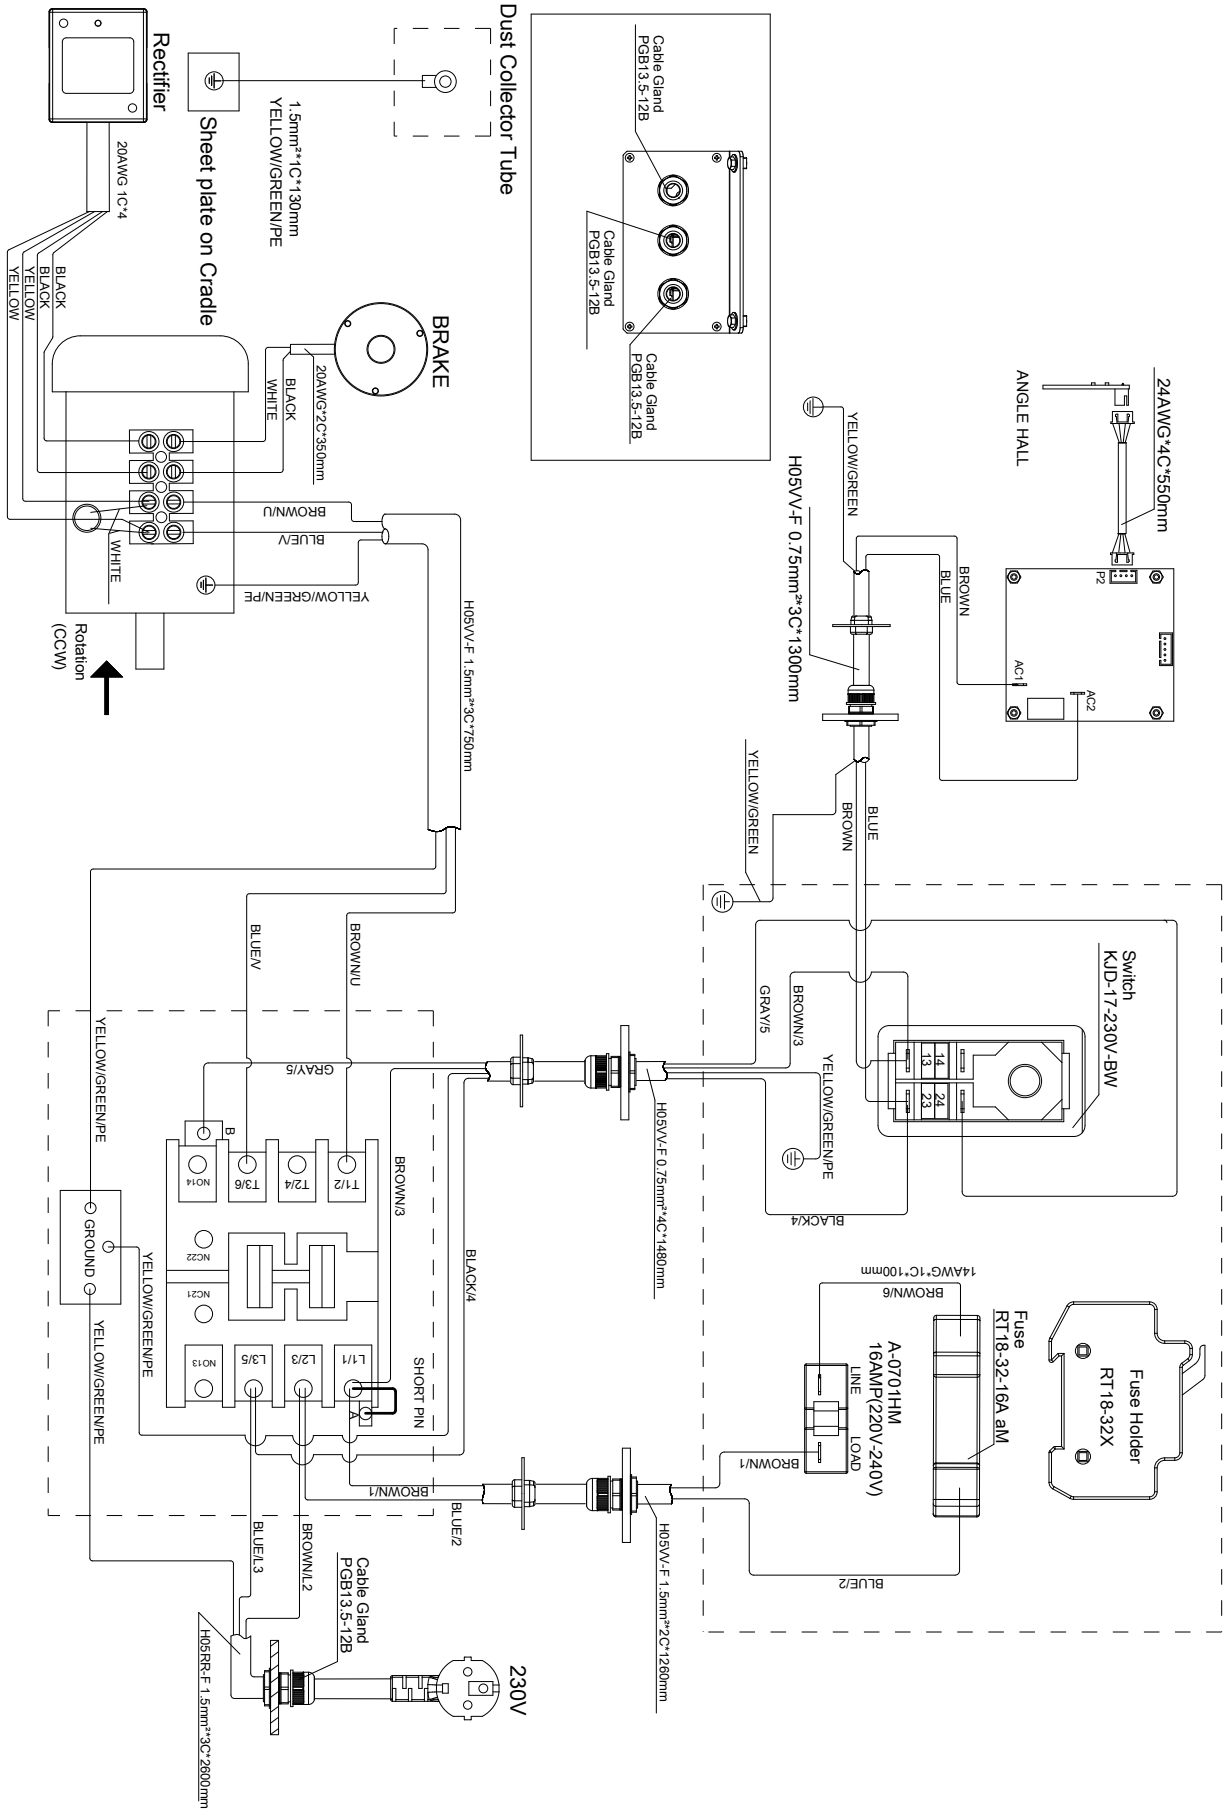 24AWG*4C*550mm
ANGLE HALL
P2
AC1
AC2
BROWN
BLUE
YELLOW/GREEN
H05VV-F 0.75mm²*3C*1300mm
YELLOW/GREEN
BLUE
BROWN
Switch
KJD-17-230V-BW
13
14
23
24
GRAY/5
BROWN/3
YELLOW/GREEN/PE
BLACK/4
H05VV-F 0.75mm²*4C*1480mm
Fuse Holder
RT18-32X
Fuse
RT18-32-16A aM
BROWN/6
14AWG*1C*100mm
A-0701HM
16AMP(220V-240V)
LINE
LOAD
BROWN/1
BLUE/2
H05VV-F 1.5mm²*2C*1260mm
Cable Gland
PGB13.5-12B
Cable Gland
PGB13.5-12B
Cable Gland
PGB13.5-12B
Dust Collector Tube
1.5mm²*1C*130mm
YELLOW/GREEN/PE
Sheet plate on Cradle
Rectifier
20AWG 1C*4
BLACK
BLACK
YELLOW
YELLOW
BRAKE
20AWG*2C*350mm
BLACK
WHITE
BROWN/U
BLUE/V
WHITE
YELLOW/GREEN/PE
Rotation
(CCW)
H05VV-F 1.5mm²*3C*750mm
BROWN/U
BLUE/V
YELLOW/GREEN/PE
GRAY/5
BROWN/3
BLACK/4
B
T1/2
T2/4
T3/6
NO14
NC22
NC21
L1/1
L2/3
L3/5
NO13
A
SHORT PIN
GROUND
YELLOW/GREEN/PE
YELLOW/GREEN/PE
BROWN/1
BLUE/2
BROWN/L2
BLUE/L3
Cable Gland
PGB13.5-12B
230V
H05RR-F 1.5mm²*3C*2600mm